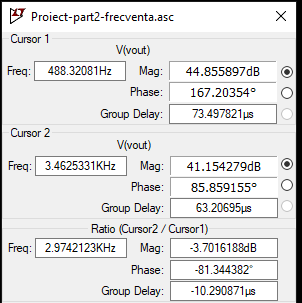 Proiect-part2-frecventa.asc
Cursor 1
V(vout)
Freq: 488.32081Hz Mag: 44.855897dB
Phase: 167.20354°
Group Delay: 73.497821µs
Cursor 2
V(vout)
Freq: 3.4625331KHz Mag: 41.154279dB
Phase: 85.859155°
Group Delay: 63.20695µs
Ratio (Cursor2 / Cursor1)
Freq: 2.9742123KHz Mag: -3.7016188dB
Phase: -81.344382°
Group Delay: -10.290871µs